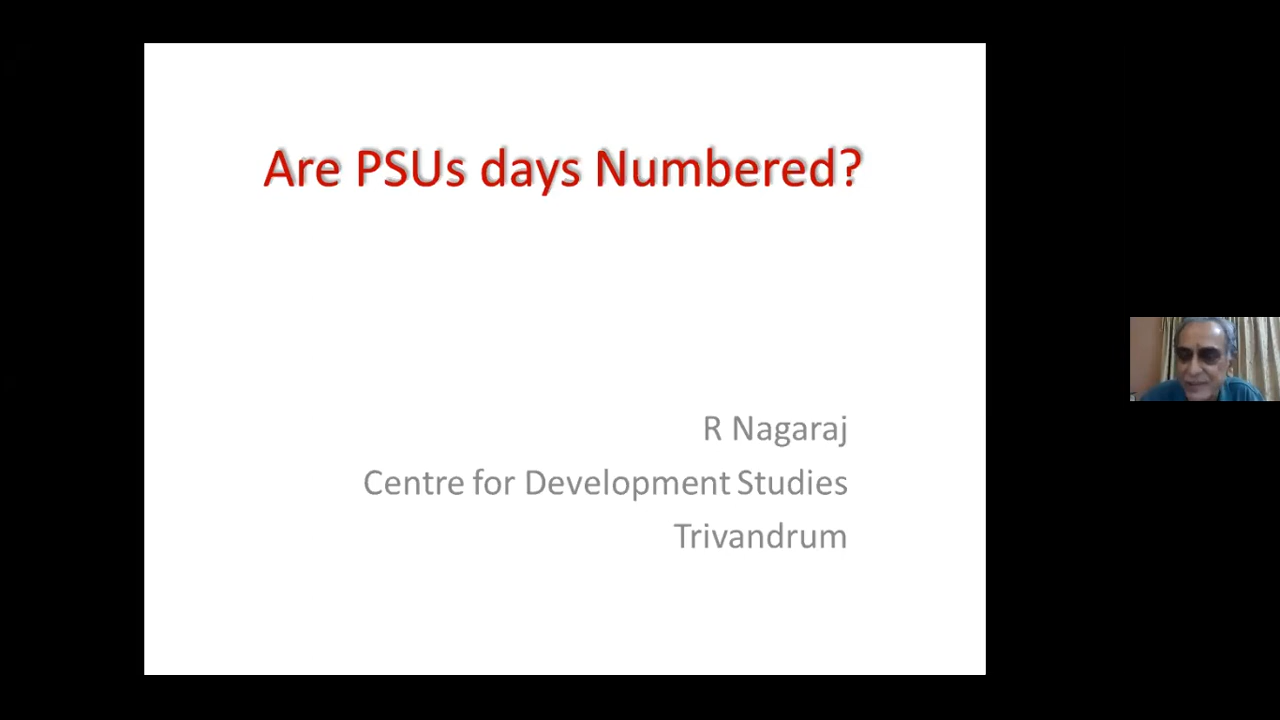 Are PSUs days Numbered?
R Nagaraj
Centre for Development Studies
Trivandrum